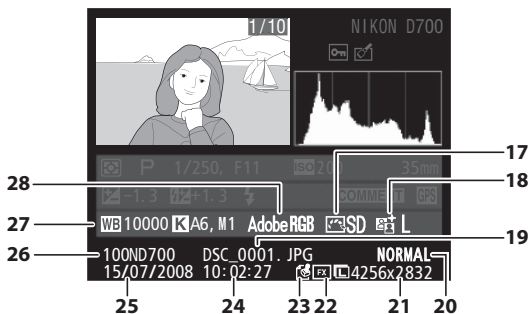 1/10
NIKON D700
P 1/250, F11 ISO 200 35mm
-1.3 +1.3 COMMENT GPS
WB 10000 K A6, M1 Adobe RGB SD L
100ND700 DSC_0001. JPG NORMAL
15/07/2008 10:02:27 FX L 4256x2832
17
18
19
20
21
22
23
24
25
26
27
28